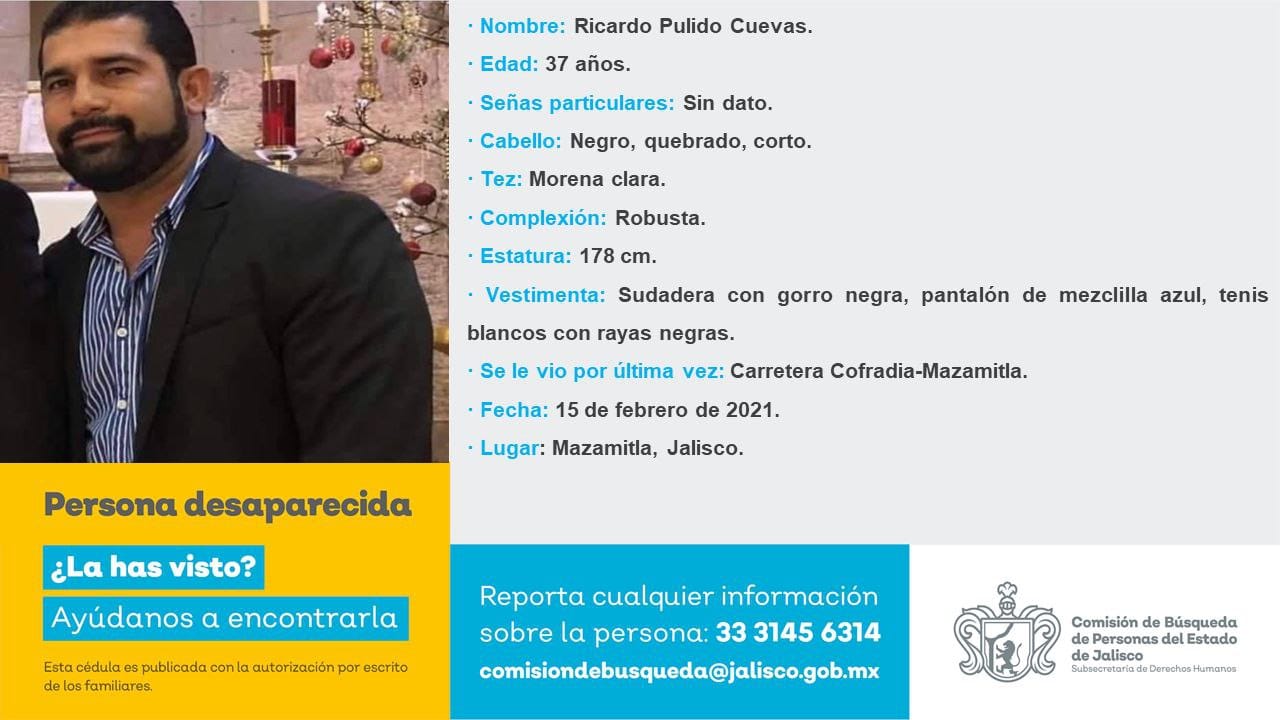 · Nombre: Ricardo Pulido Cuevas.
· Edad: 37 años.
· Señas particulares: Sin dato.
· Cabello: Negro, quebrado, corto.
· Tez: Morena clara.
· Complexión: Robusta.
· Estatura: 178 cm.
· Vestimenta: Sudadera con gorro negra, pantalón de mezclilla azul, tenis
blancos con rayas negras.
· Se le vio por última vez: Carretera Cofradia-Mazamitla.
· Fecha: 15 de febrero de 2021.
· Lugar: Mazamitla, Jalisco.
Persona desaparecida
¿La has visto?
Ayúdanos a encontrarla
Esta cédula es publicada con la autorización por escrito
de los familiares.
Reporta cualquier información
sobre la persona: 33 3145 6314
comisiondebusqueda@jalisco.gob.mx
Comisión de Búsqueda
de Personas del Estado
de Jalisco
Subsecretaría de Derechos Humanos